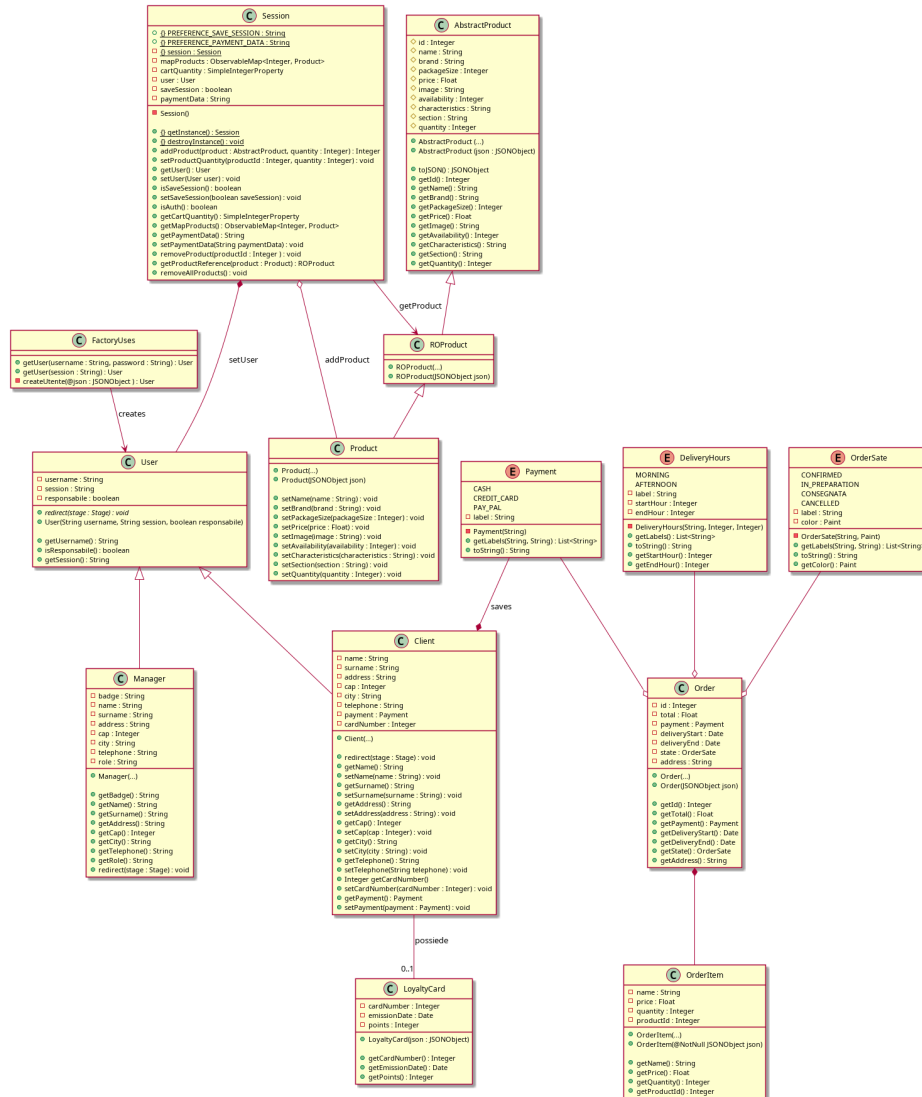 C Session
{} PREFERENCE_SAVE_SESSION : String
{} PREFERENCE_PAYMENT_DATA : String
{} session : Session
mapProducts : ObservableMap<Integer, Product>
cartQuantity : SimpleIntegerProperty
user : User
saveSession : boolean
paymentData : String
Session()
{} getInstance() : Session
{} destroyInstance() : void
addProduct(product : AbstractProduct, quantity : Integer) : Integer
setProductQuantity(productId : Integer, quantity : Integer) : void
getUser() : User
setUser(User user) : void
isSaveSession() : boolean
setSaveSession(boolean saveSession) : void
isAuth() : boolean
getCartQuantity() : SimpleIntegerProperty
getMapProducts() : ObservableMap<Integer, Product>
getPaymentData() : String
setPaymentData(String paymentData) : void
removeProduct(productId : Integer ) : void
getProductReference(product : Product) : ROProduct
removeAllProducts() : void
C AbstractProduct
id : Integer
name : String
brand : String
packageSize : Integer
price : Float
image : String
availability : Integer
characteristics : String
section : String
quantity : Integer
AbstractProduct (...)
AbstractProduct (json : JSONObject)
toJSON() : JSONObject
getId() : Integer
getName() : String
getBrand() : String
getPackageSize() : Integer
getPrice() : Float
getImage() : String
getAvailability() : Integer
getCharacteristics() : String
getSection() : String
getQuantity() : Integer
getProduct
C FactoryUses
getUser(username : String, password : String) : User
getUser(session : String) : User
createUtente(@json : JSONObject ) : User
setUser
addProduct
C ROProduct
ROProduct(...)
ROProduct(JSONObject json)
creates
C User
username : String
session : String
responsabile : boolean
redirect(stage : Stage) : void
User(String username, String session, boolean responsabile)
getUsername() : String
isResponsabile() : boolean
getSession() : String
C Product
Product(...)
Product(JSONObject json)
setName(name : String) : void
setBrand(brand : String) : void
setPackageSize(packageSize : Integer) : void
setPrice(price : Float) : void
setImage(image : String) : void
setAvailability(availability : Integer) : void
setCharacteristics(characteristics : String) : void
setSection(section : String) : void
setQuantity(quantity : Integer) : void
E Payment
CASH
CREDIT_CARD
PAY_PAL
label : String
Payment(String)
getLabels(String, String) : List<String>
toString() : String
E DeliveryHours
MORNING
AFTERNOON
label : String
startHour : Integer
endHour : Integer
DeliveryHours(String, Integer, Integer)
getLabels() : List<String>
toString() : String
getStartHour() : Integer
getEndHour() : Integer
E OrderSate
CONFIRMED
IN_PREPARATION
CONSEGNATA
CANCELLED
label : String
color : Paint
OrderSate(String, Paint)
getLabels(String, String) : List<String>
toString() : String
getColor() : Paint
saves
C Manager
badge : String
name : String
surname : String
address : String
cap : Integer
city : String
telephone : String
role : String
Manager(...)
getBadge() : String
getName() : String
getSurname() : String
getAddress() : String
getCap() : Integer
getCity() : String
getTelephone() : String
getRole() : String
redirect(stage : Stage) : void
C Client
name : String
surname : String
address : String
cap : Integer
city : String
telephone : String
payment : Payment
cardNumber : Integer
Client(...)
redirect(stage : Stage) : void
getName() : String
setName(name : String) : void
getSurname() : String
setSurname(surname : String) : void
getAddress() : String
setAddress(address : String) : void
getCap() : Integer
setCap(cap : Integer) : void
getCity() : String
setCity(city : String) : void
getTelephone() : String
setTelephone(String telephone) : void
Integer getCardNumber()
setCardNumber(cardNumber : Integer) : void
getPayment() : Payment
setPayment(payment : Payment) : void
C Order
id : Integer
total : Float
payment : Payment
deliveryStart : Date
deliveryEnd : Date
state : OrderSate
address : String
Order(...)
Order(JSONObject json)
getId() : Integer
getTotal() : Float
getPayment() : Payment
getDeliveryStart() : Date
getDeliveryEnd() : Date
getState() : OrderSate
getAddress() : String
possiede
0..1
C LoyaltyCard
cardNumber : Integer
emissionDate : Date
points : Integer
LoyaltyCard(json : JSONObject)
getCardNumber() : Integer
getEmissionDate() : Date
getPoints() : Integer
C OrderItem
name : String
price : Float
quantity : Integer
productId : Integer
OrderItem(...)
OrderItem(@NotNull JSONObject json)
getName() : String
getPrice() : Float
getQuantity() : Integer
getProductId() : Integer